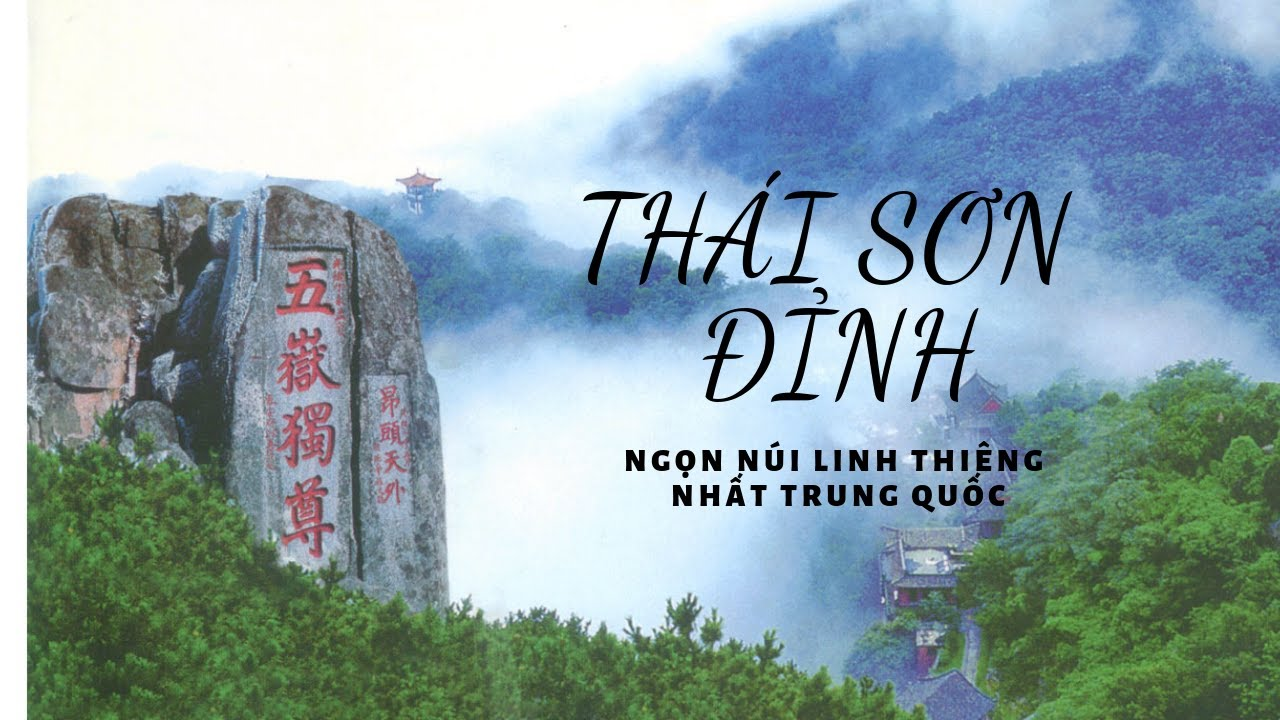 五嶽獨尊
昂頭天外
THÁI SƠN
ĐỈNH
NGỌN NÚI LINH THIÊNG
NHẤT TRUNG QUỐC